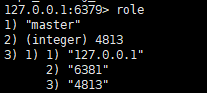 127.0.0.1:6379> role
1) "master"
2) (integer) 4813
3) 1) 1) "127.0.0.1"
2) "6381"
3) "4813"